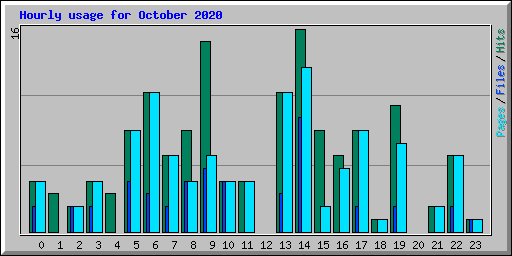 Hourly usage for October 2020
16
Pages / Files / Hits
0 1 2 3 4 5 6 7 8 9 10 11 12 13 14 15 16 17 18 19 20 21 22 23